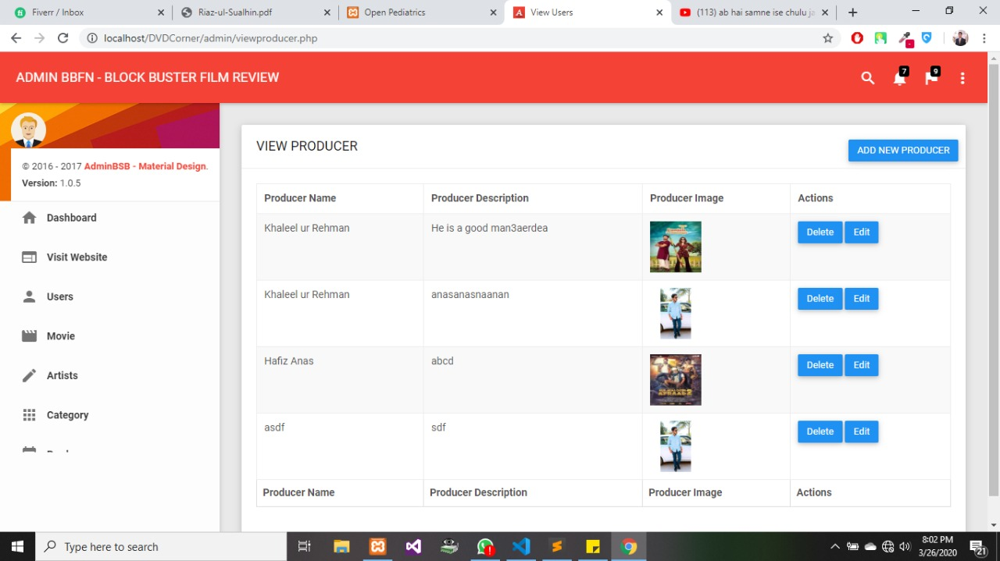 Fiverr / Inbox
Riaz-ul-Sualhin.pdf
Open Pediatrics
View Users
(113) ab hai samne ise chulu ja
localhost/DVDCorner/admin/viewproducer.php
ADMIN BBFN - BLOCK BUSTER FILM REVIEW
7
9
© 2016 - 2017 AdminBSB - Material Design.
Version: 1.0.5
Dashboard
Visit Website
Users
Movie
Artists
Category
VIEW PRODUCER
ADD NEW PRODUCER
Producer Name Producer Description Producer Image Actions
Khaleel ur Rehman He is a good man3aerdea Delete Edit
Khaleel ur Rehman anasanasnaanan Delete Edit
Hafiz Anas abcd Delete Edit
asdf sdf Delete Edit
Producer Name Producer Description Producer Image Actions
Type here to search
8:02 PM
3/26/2020
21